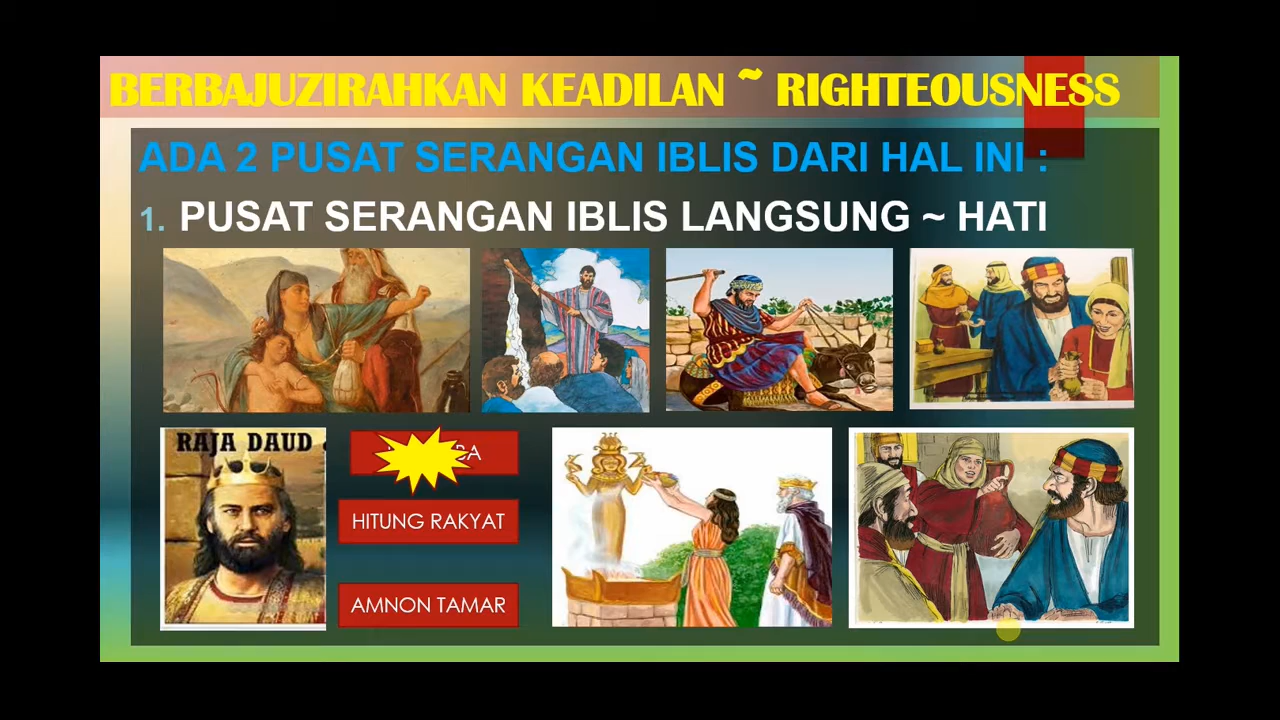 BERBAJUZIRAHKAN KEADILAN ~ RIGHTEOUSNESS
ADA 2 PUSAT SERANGAN IBLIS DARI HAL INI :
1. PUSAT SERANGAN IBLIS LANGSUNG ~ HATI
RAJA DAUD
HITUNG RAKYAT
AMNON TAMAR